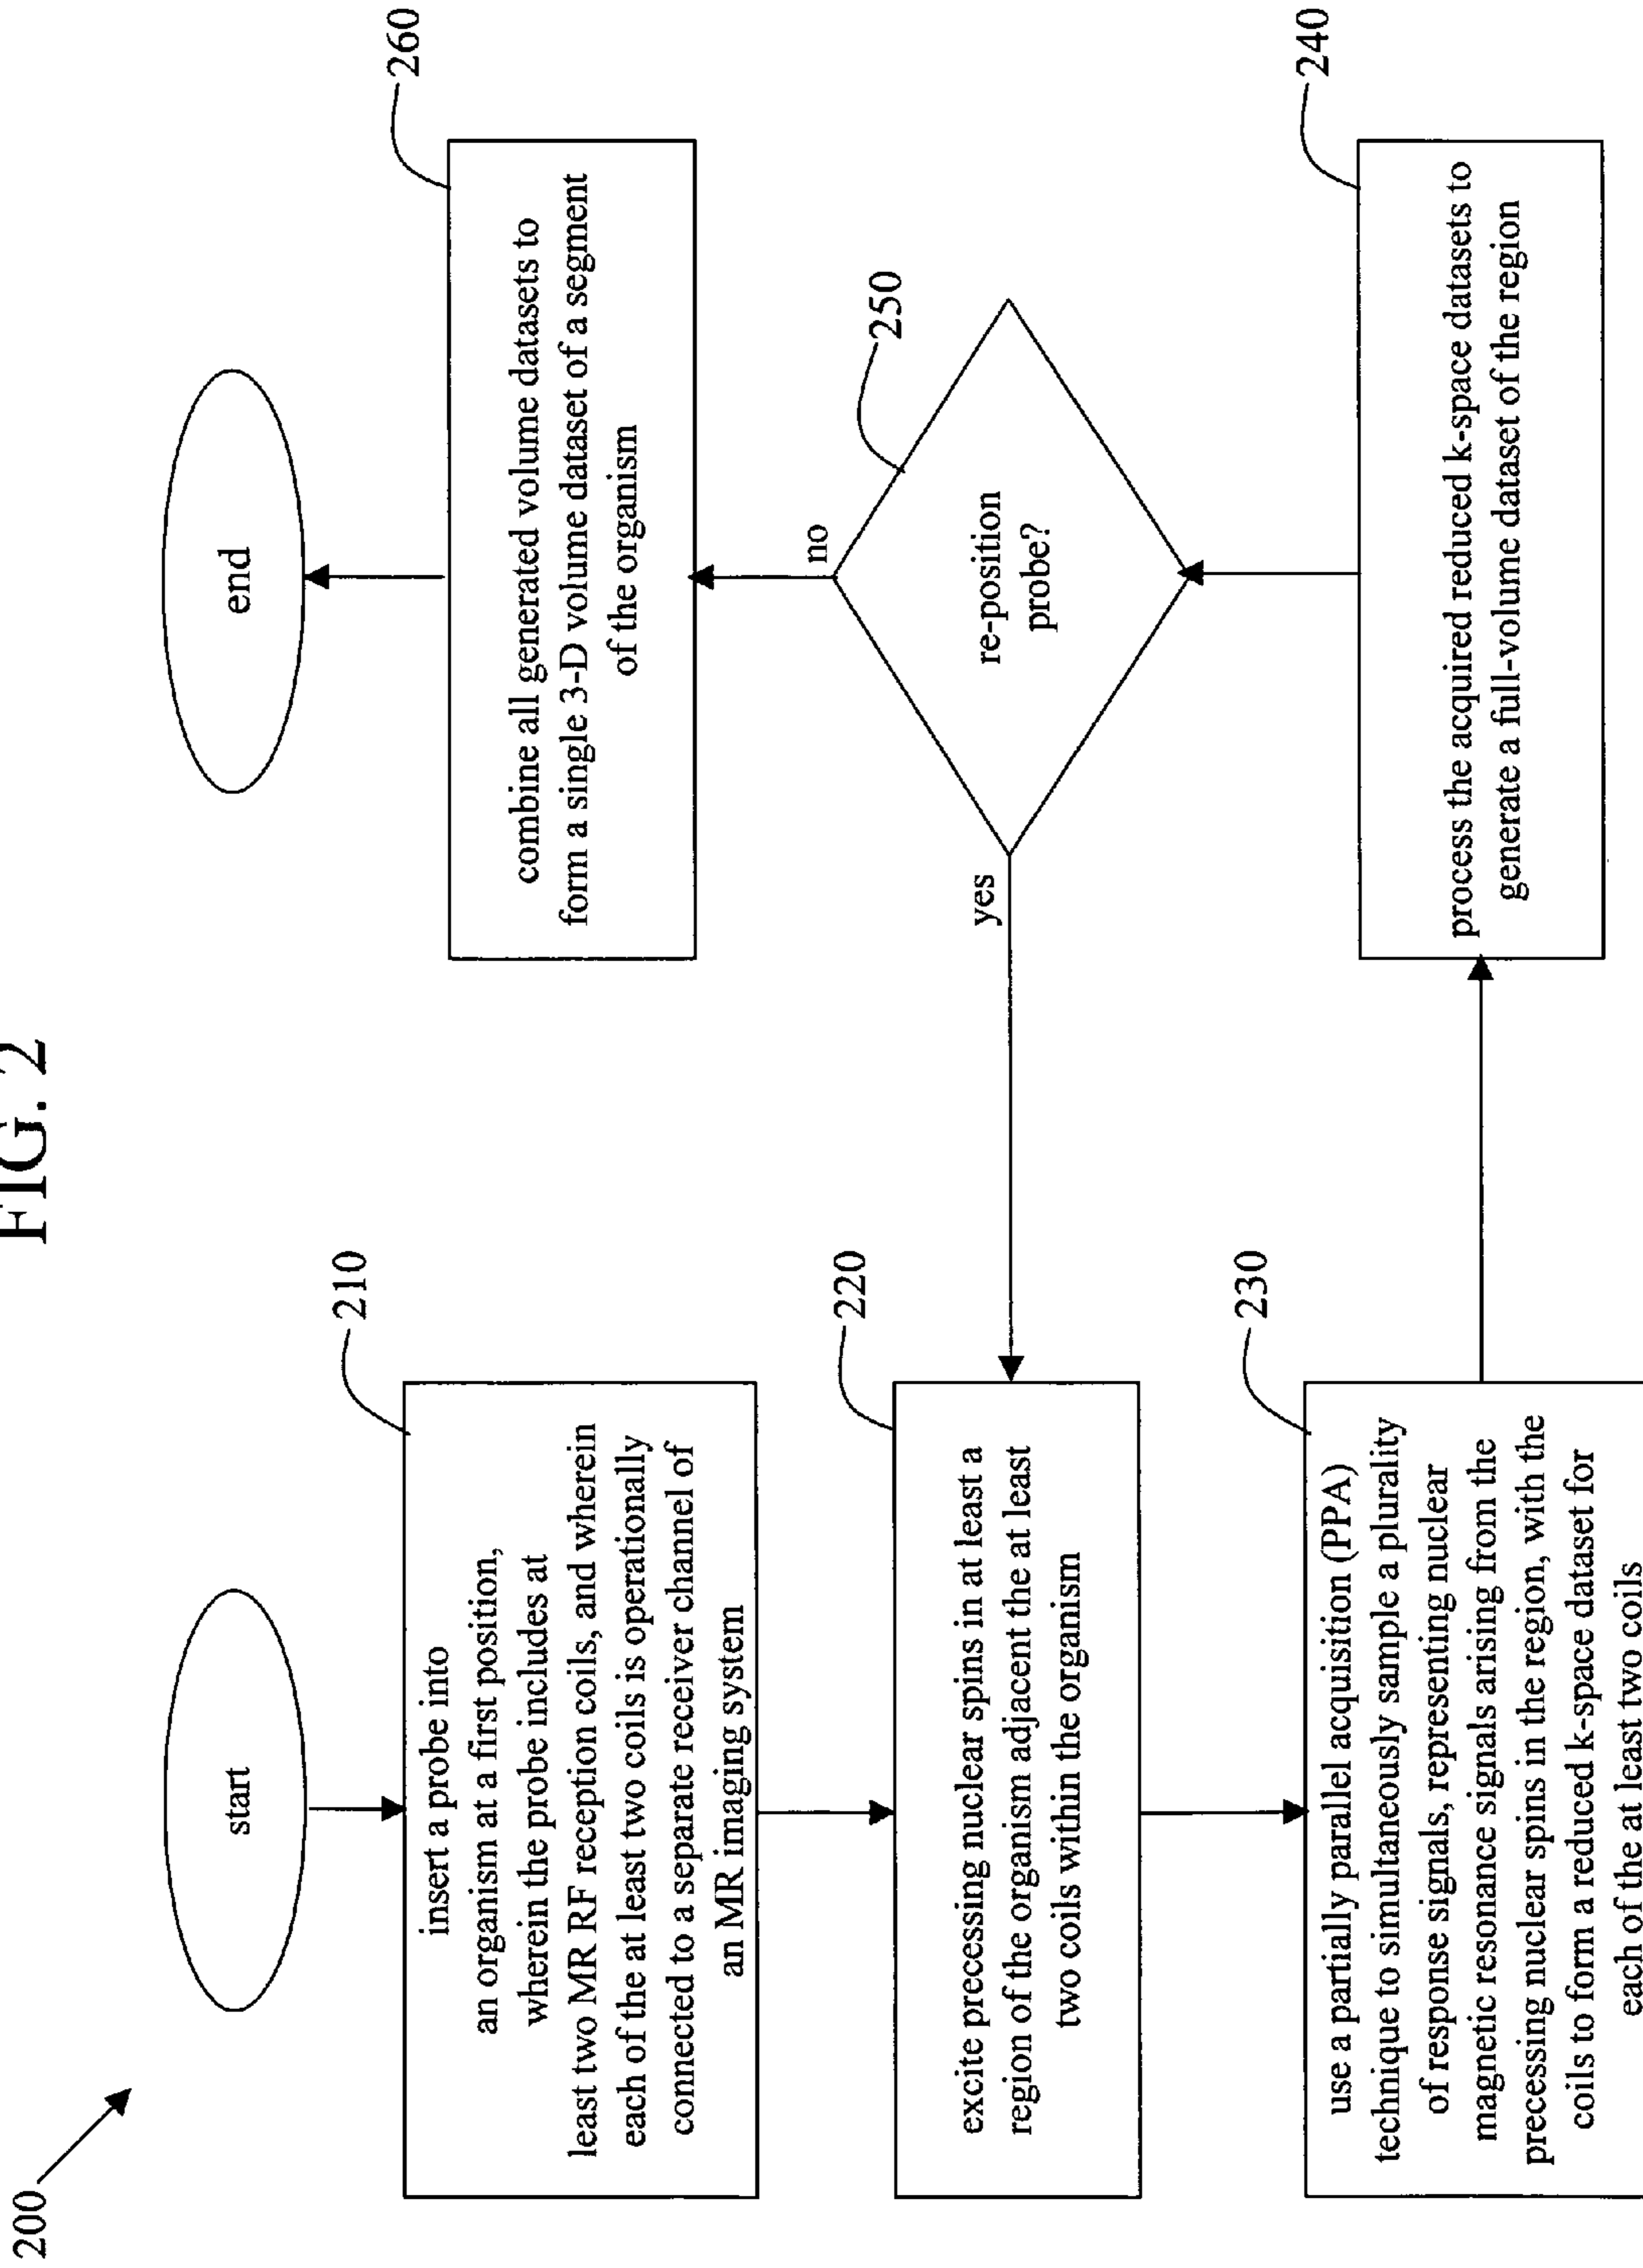 FIG. 2
200
start
210
insert a probe into
an organism at a first position,
wherein the probe includes at
least two MR RF reception coils, and wherein
each of the at least two coils is operationally
connected to a separate receiver channel of
an MR imaging system
220
excite precessing nuclear spins in at least a
region of the organism adjacent the at least
two coils within the organism
230
use a partially parallel acquisition (PPA)
technique to simultaneously sample a plurality
of response signals, representing nuclear
magnetic resonance signals arising from the
precessing nuclear spins in the region, with the
coils to form a reduced k-space dataset for
each of the at least two coils
240
process the acquired reduced k-space datasets to
generate a full-volume dataset of the region
250
re-position
probe?
yes
no
260
combine all generated volume datasets to
form a single 3-D volume dataset of a segment
of the organism
end